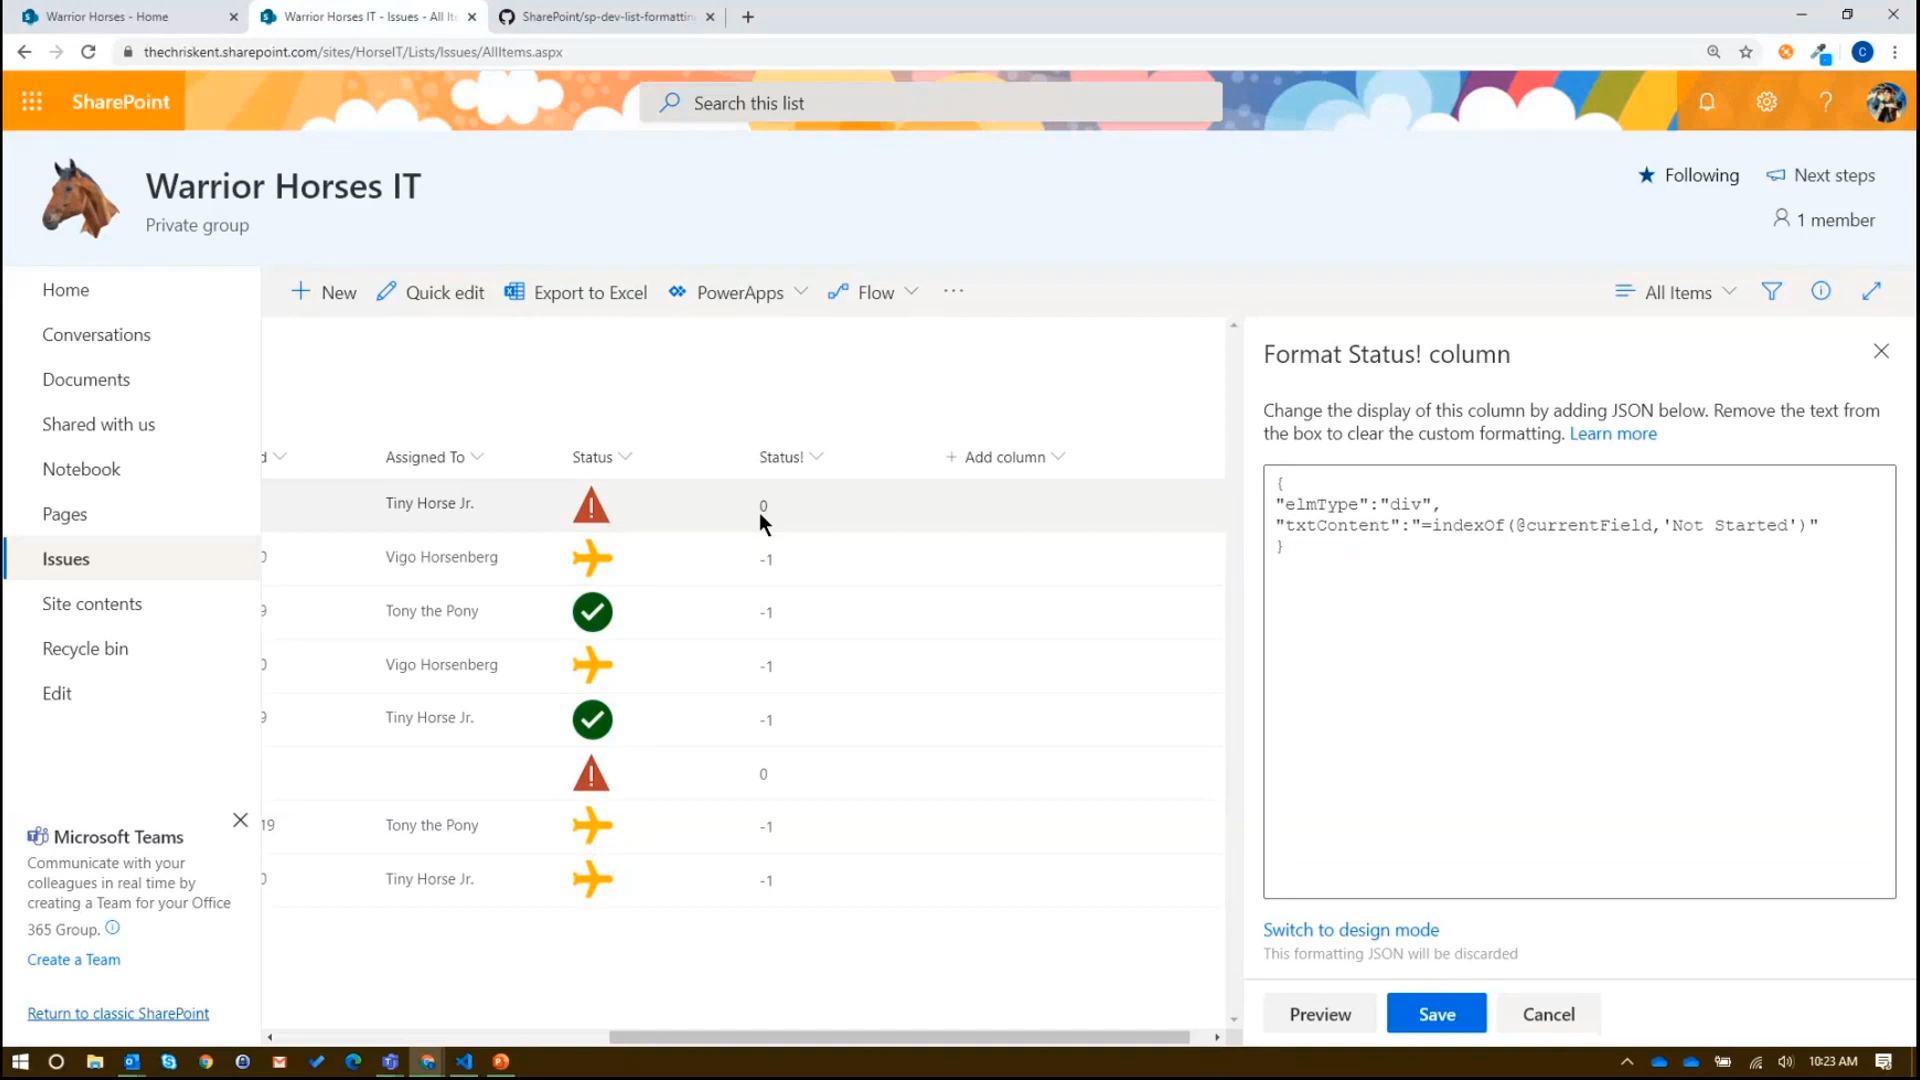 Warrior Horses - Home
Warrior Horses IT - Issues - All Ite
SharePoint/sp-dev-list-formattin
thechriskent.sharepoint.com/sites/HorseIT/Lists/Issues/AllItems.aspx
C
SharePoint
Search this list
Warrior Horses IT
Private group
Following
Next steps
1 member
Home
Conversations
Documents
Shared with us
Notebook
Pages
Issues
Site contents
Recycle bin
Edit
Microsoft Teams
Communicate with your
colleagues in real time by
creating a Team for your Office
365 Group.
Create a Team
Return to classic SharePoint
New
Quick edit
Export to Excel
PowerApps
Flow
All Items
d
Assigned To
Status
Status!
Add column
Tiny Horse Jr.
0
0 Vigo Horsenberg -1
9 Tony the Pony -1
0 Vigo Horsenberg -1
9 Tiny Horse Jr. -1
0
19 Tony the Pony -1
0 Tiny Horse Jr. -1
Format Status! column
Change the display of this column by adding JSON below. Remove the text from
the box to clear the custom formatting. Learn more
{
"elmType":"div",
"txtContent":"=indexOf(@currentField,'Not Started')"
}
Switch to design mode
This formatting JSON will be discarded
Preview
Save
Cancel
10:23 AM